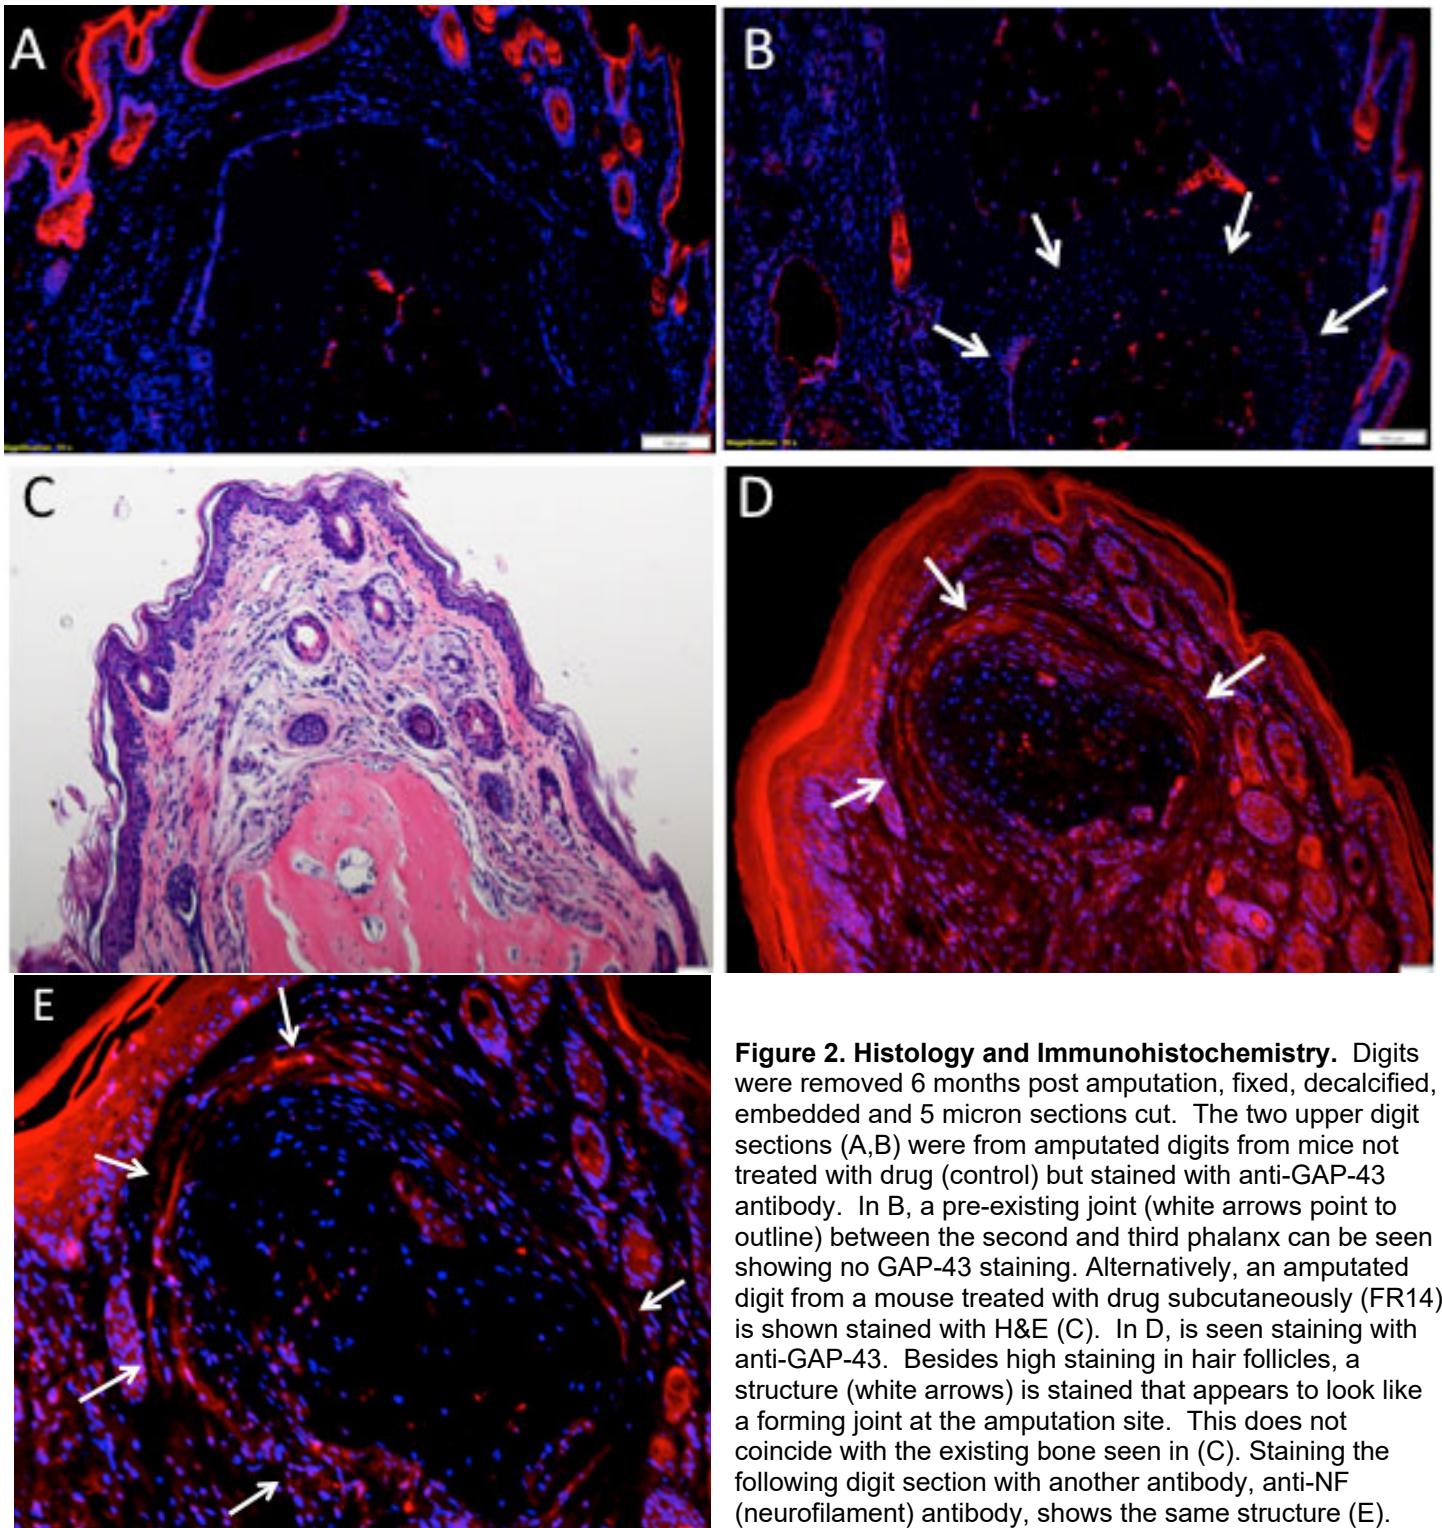 A
B
C
D
E
Figure 2. Histology and Immunohistochemistry. Digits
were removed 6 months post amputation, fixed, decalcified,
embedded and 5 micron sections cut. The two upper digit
sections (A,B) were from amputated digits from mice not
treated with drug (control) but stained with anti-GAP-43
antibody. In B, a pre-existing joint (white arrows point to
outline) between the second and third phalanx can be seen
showing no GAP-43 staining. Alternatively, an amputated
digit from a mouse treated with drug subcutaneously (FR14)
is shown stained with H&E (C). In D, is seen staining with
anti-GAP-43. Besides high staining in hair follicles, a
structure (white arrows) is stained that appears to look like
a forming joint at the amputation site. This does not
coincide with the existing bone seen in (C). Staining the
following digit section with another antibody, anti-NF
(neurofilament) antibody, shows the same structure (E).